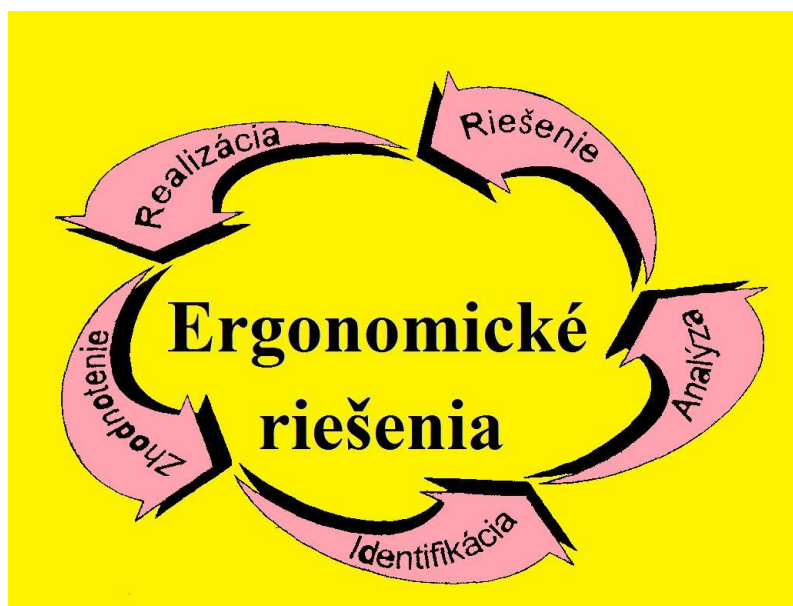 Riešenie
Realizácia
Ergonomické
riešenia
Analýza
Zhodnotenie
Identifikácia